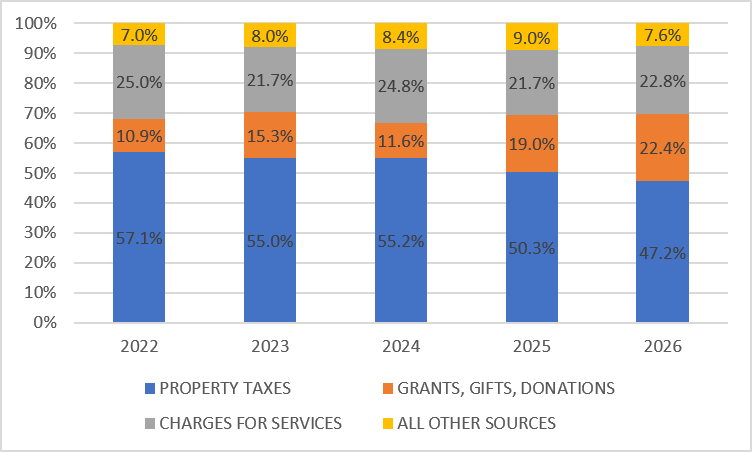 100%
90%
80%
70%
60%
50%
40%
30%
20%
10%
0%
7.0% 8.0% 8.4% 9.0% 7.6%
25.0% 21.7% 24.8% 21.7% 22.8%
10.9% 15.3% 11.6% 19.0% 22.4%
57.1% 55.0% 55.2% 50.3% 47.2%
2022 2023 2024 2025 2026
PROPERTY TAXES GRANTS, GIFTS, DONATIONS
CHARGES FOR SERVICES ALL OTHER SOURCES